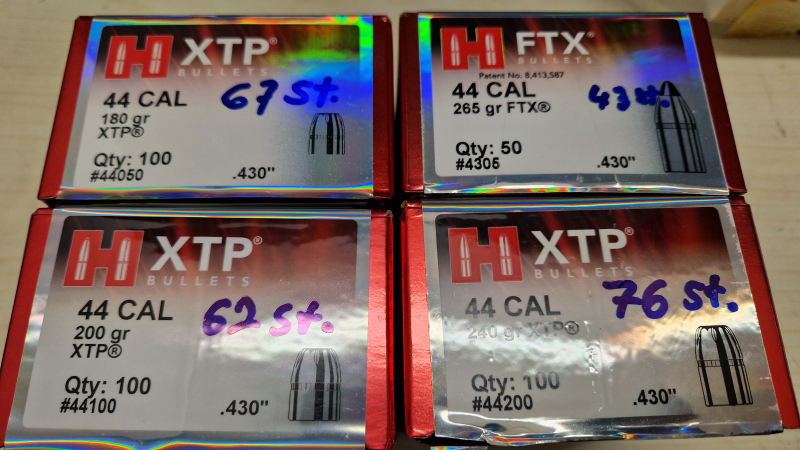 H XTP®
BULLETS
44 CAL
67 St.
180 gr
XTP®
Qty: 100
#44050
.430"
H FTX®
BULLETS
Patent No. 8,413,587
44 CAL
43 st.
265 gr FTX®
Qty: 50
#4305
.430"
H XTP®
BULLETS
44 CAL
62 St.
200 gr
XTP®
Qty: 100
#44100
.430"
H XTP®
BULLETS
44 CAL
76 St.
240 gr XTP®
Qty: 100
#44200
.430"